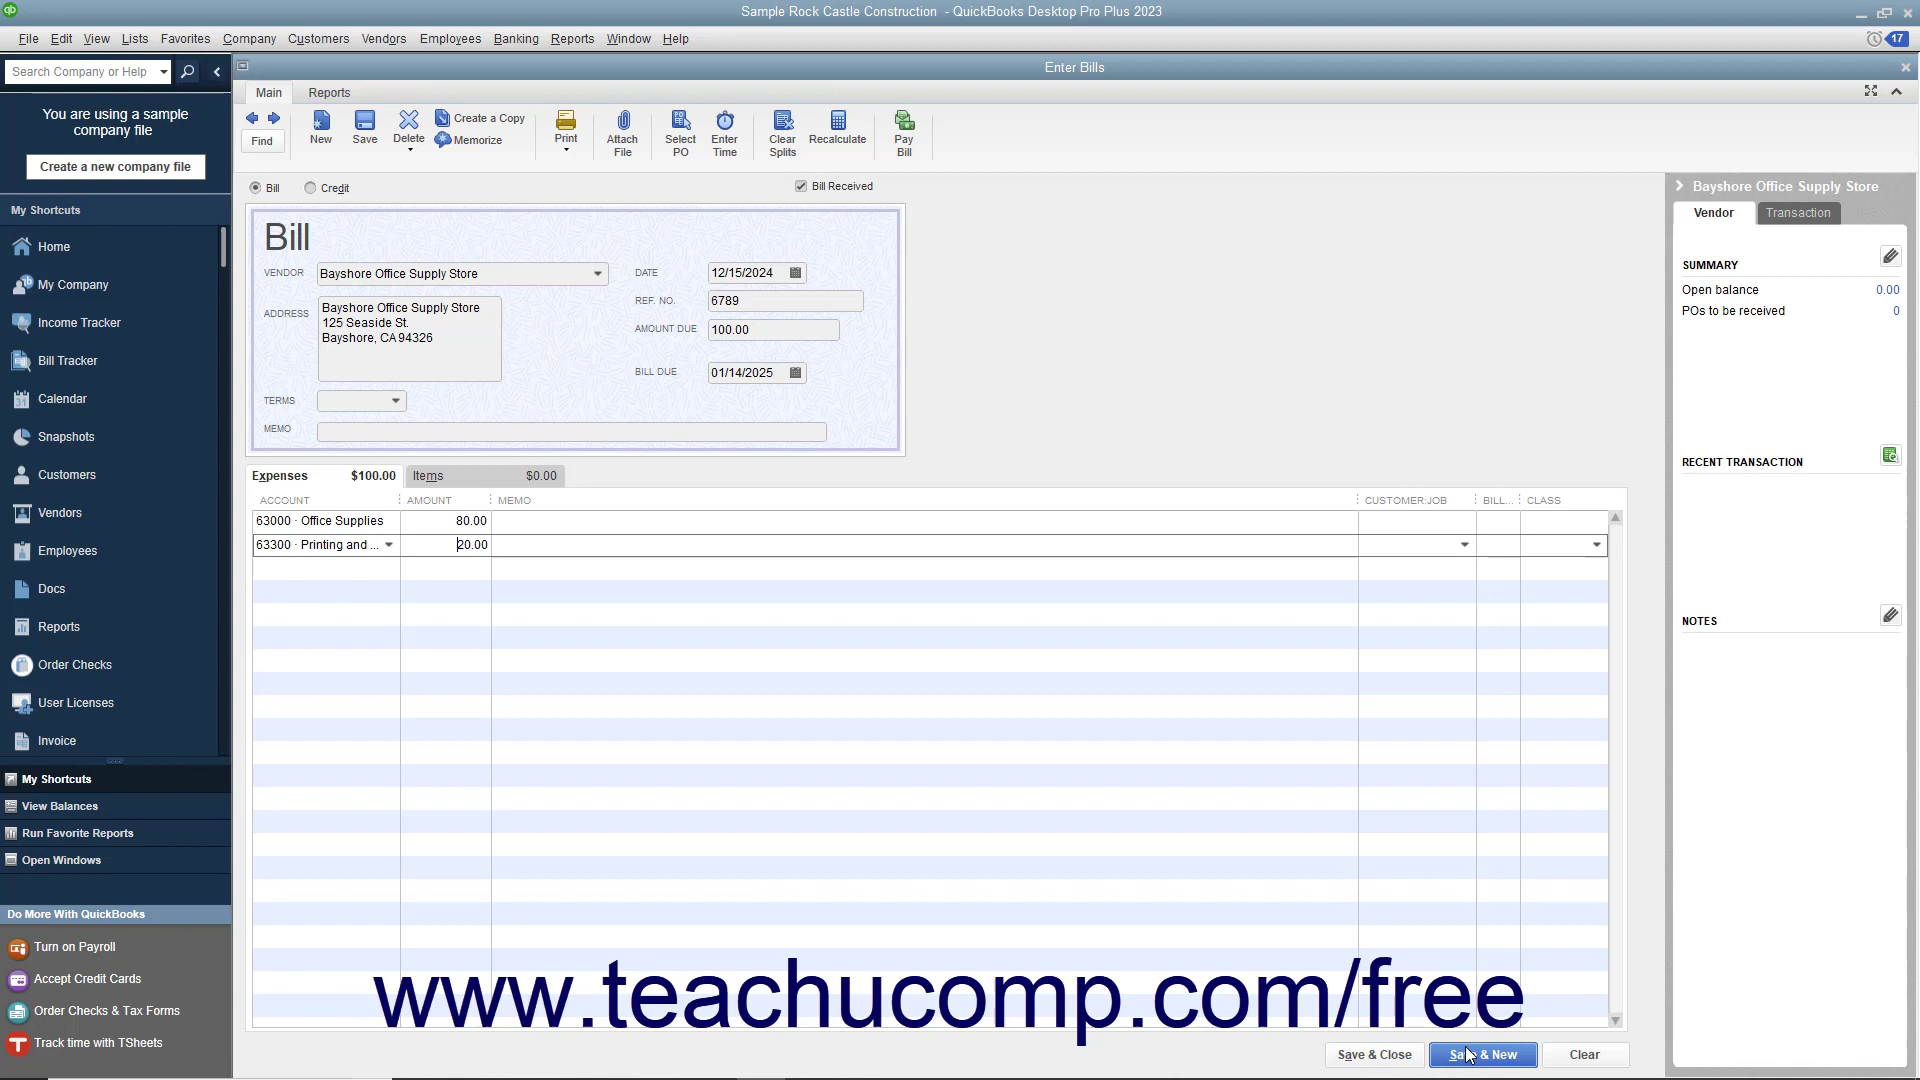 Sample Rock Castle Construction - QuickBooks Desktop Pro Plus 2023
File Edit View Lists Favorites Company Customers Vendors Employees Banking Reports Window Help
17
Search Company or Help
Enter Bills
You are using a sample
company file
Create a new company file
My Shortcuts
Home
My Company
Income Tracker
Bill Tracker
Calendar
Snapshots
Customers
Vendors
Employees
Docs
Reports
Order Checks
User Licenses
Invoice
My Shortcuts
View Balances
Run Favorite Reports
Open Windows
Do More With QuickBooks
Turn on Payroll
Accept Credit Cards
Order Checks & Tax Forms
Track time with TSheets
Main Reports
Find
New
Save
Delete
Create a Copy
Memorize
Print
Attach
File
Select
PO
Enter
Time
Clear
Splits
Recalculate
Pay
Bill
Bill Credit Bill Received
Bill
VENDOR Bayshore Office Supply Store
ADDRESS Bayshore Office Supply Store
125 Seaside St.
Bayshore, CA 94326
TERMS
MEMO
DATE 12/15/2024
REF. NO. 6789
AMOUNT DUE 100.00
BILL DUE 01/14/2025
Expenses $100.00 Items $0.00
ACCOUNT AMOUNT MEMO CUSTOMER:JOB BILL... CLASS
63000 · Office Supplies 80.00
63300 · Printing and ... 20.00
www.teachucomp.com/free
Save & Close Clear
Bayshore Office Supply Store
Vendor Transaction
SUMMARY
Open balance 0.00
POs to be received 0
RECENT TRANSACTION
NOTES